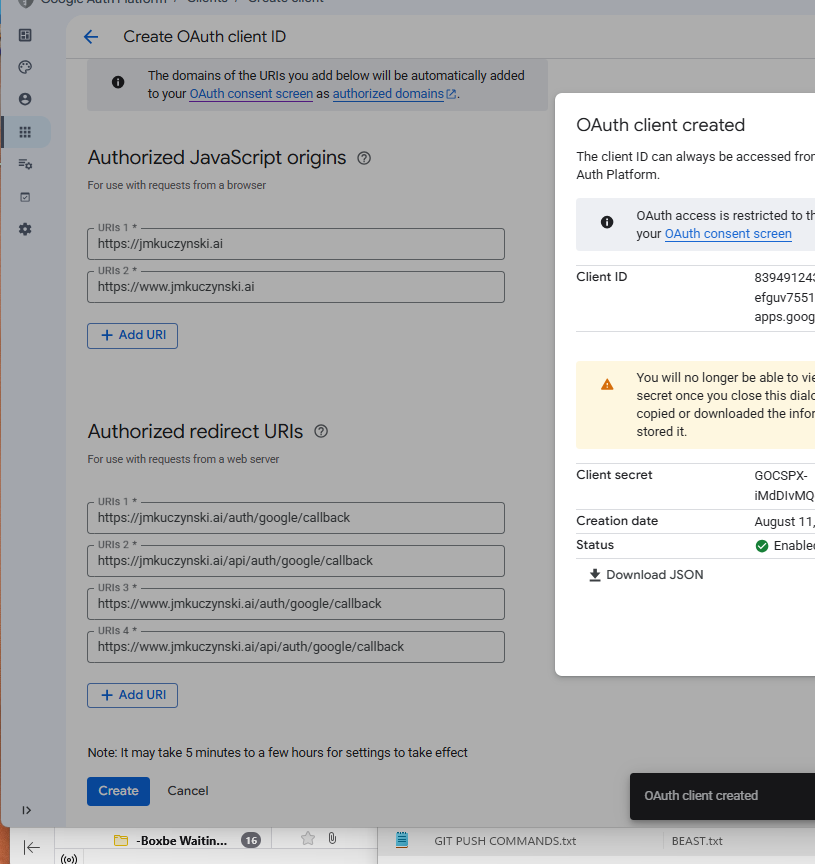 Google Auth Platform / Clients / Create client
Create OAuth client ID
The domains of the URIs you add below will be automatically added
to your OAuth consent screen as authorized domains.
Authorized JavaScript origins
For use with requests from a browser
URIs 1 *
https://jmkuczynski.ai
URIs 2 *
https://www.jmkuczynski.ai
+ Add URI
Authorized redirect URIs
For use with requests from a web server
URIs 1 *
https://jmkuczynski.ai/auth/google/callback
URIs 2 *
https://jmkuczynski.ai/api/auth/google/callback
URIs 3 *
https://www.jmkuczynski.ai/auth/google/callback
URIs 4 *
https://www.jmkuczynski.ai/api/auth/google/callback
+ Add URI
Note: It may take 5 minutes to a few hours for settings to take effect
Create Cancel
OAuth client created
The client ID can always be accessed from
Auth Platform.
OAuth access is restricted to th
your OAuth consent screen
Client ID
839491243
efguv7551
apps.goog
You will no longer be able to vie
secret once you close this dialo
copied or downloaded the infor
stored it.
Client secret
GOCSPX-
iMdDIvMQ
Creation date August 11,
Status Enabled
Download JSON
OAuth client created
-Boxbe Waitin... 16
GIT PUSH COMMANDS.txt
BEAST.txt